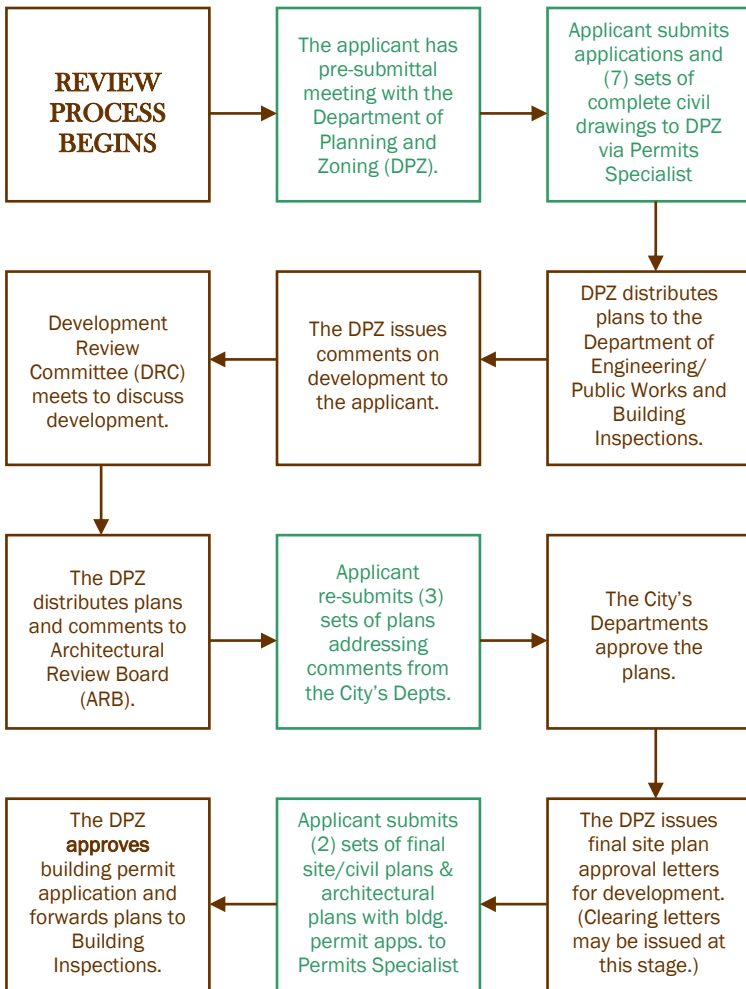 REVIEW
PROCESS
BEGINS
The applicant has
pre-submittal
meeting with the
Department of
Planning and
Zoning (DPZ).
Applicant submits
applications and
(7) sets of
complete civil
drawings to DPZ
via Permits
Specialist
DPZ distributes
plans to the
Department of
Engineering/
Public Works and
Building
Inspections.
The DPZ issues
comments on
development to
the applicant.
Development
Review
Committee (DRC)
meets to discuss
development.
The DPZ
distributes plans
and comments to
Architectural
Review Board
(ARB).
Applicant
re-submits (3)
sets of plans
addressing
comments from
the City's Depts.
The City's
Departments
approve the
plans.
The DPZ issues
final site plan
approval letters
for development.
(Clearing letters
may be issued at
this stage.)
Applicant submits
(2) sets of final
site/civil plans &
architectural
plans with bldg.
permit apps. to
Permits Specialist
The DPZ
approves
building permit
application and
forwards plans to
Building
Inspections.